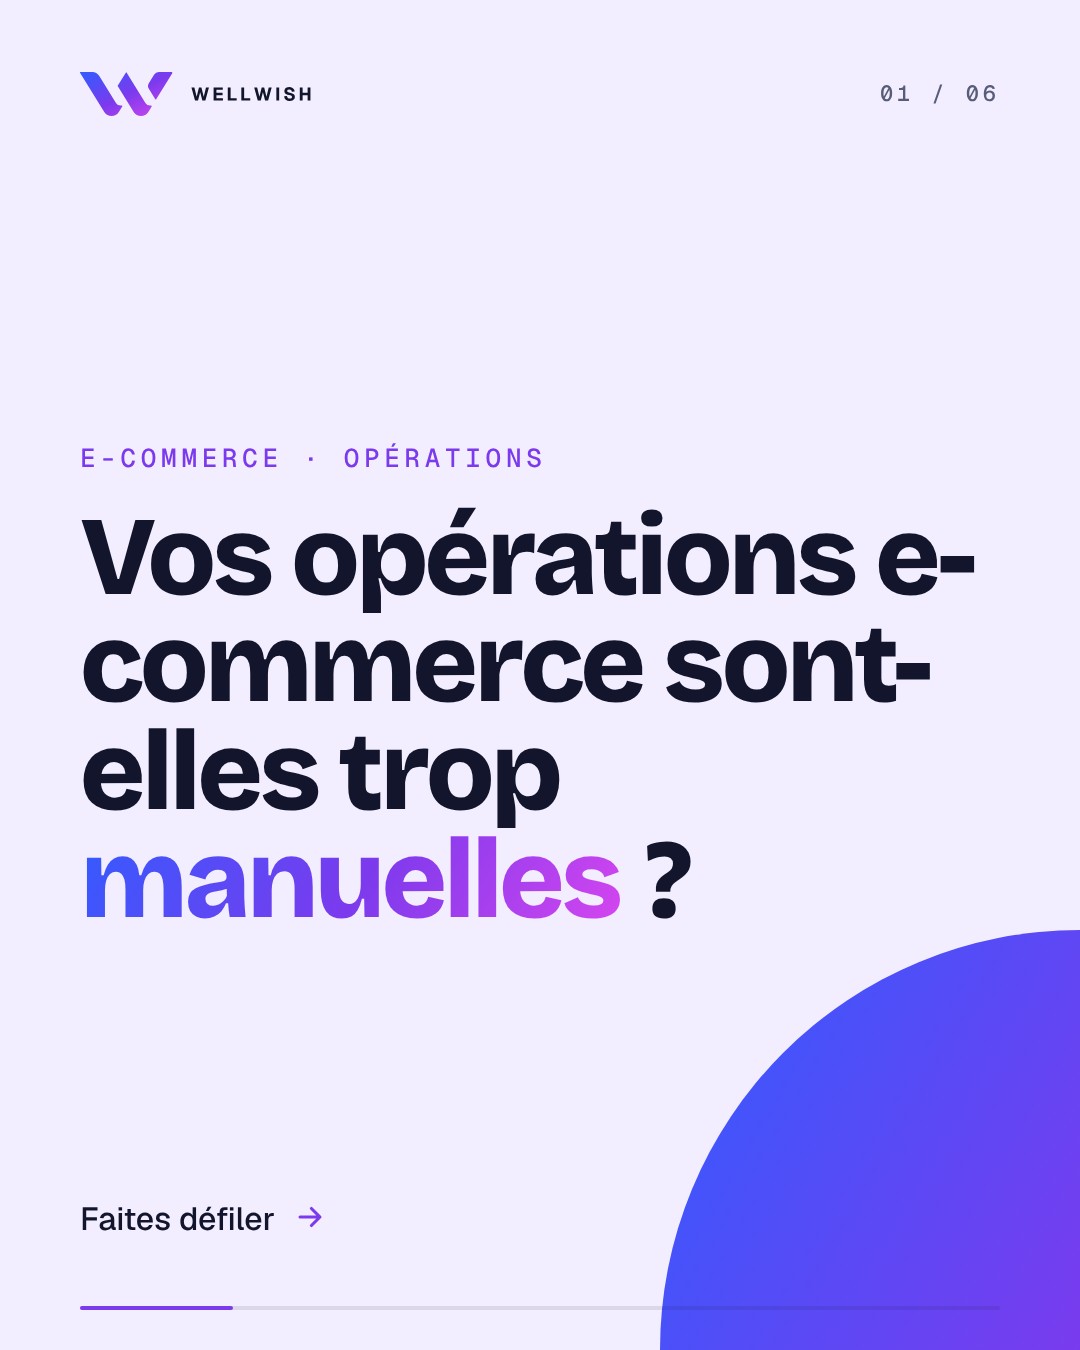 WELLWISH
01 / 06
E-COMMERCE · OPÉRATIONS
Vos opérations e-
commerce sont-
elles trop
manuelles ?
Faites défiler →